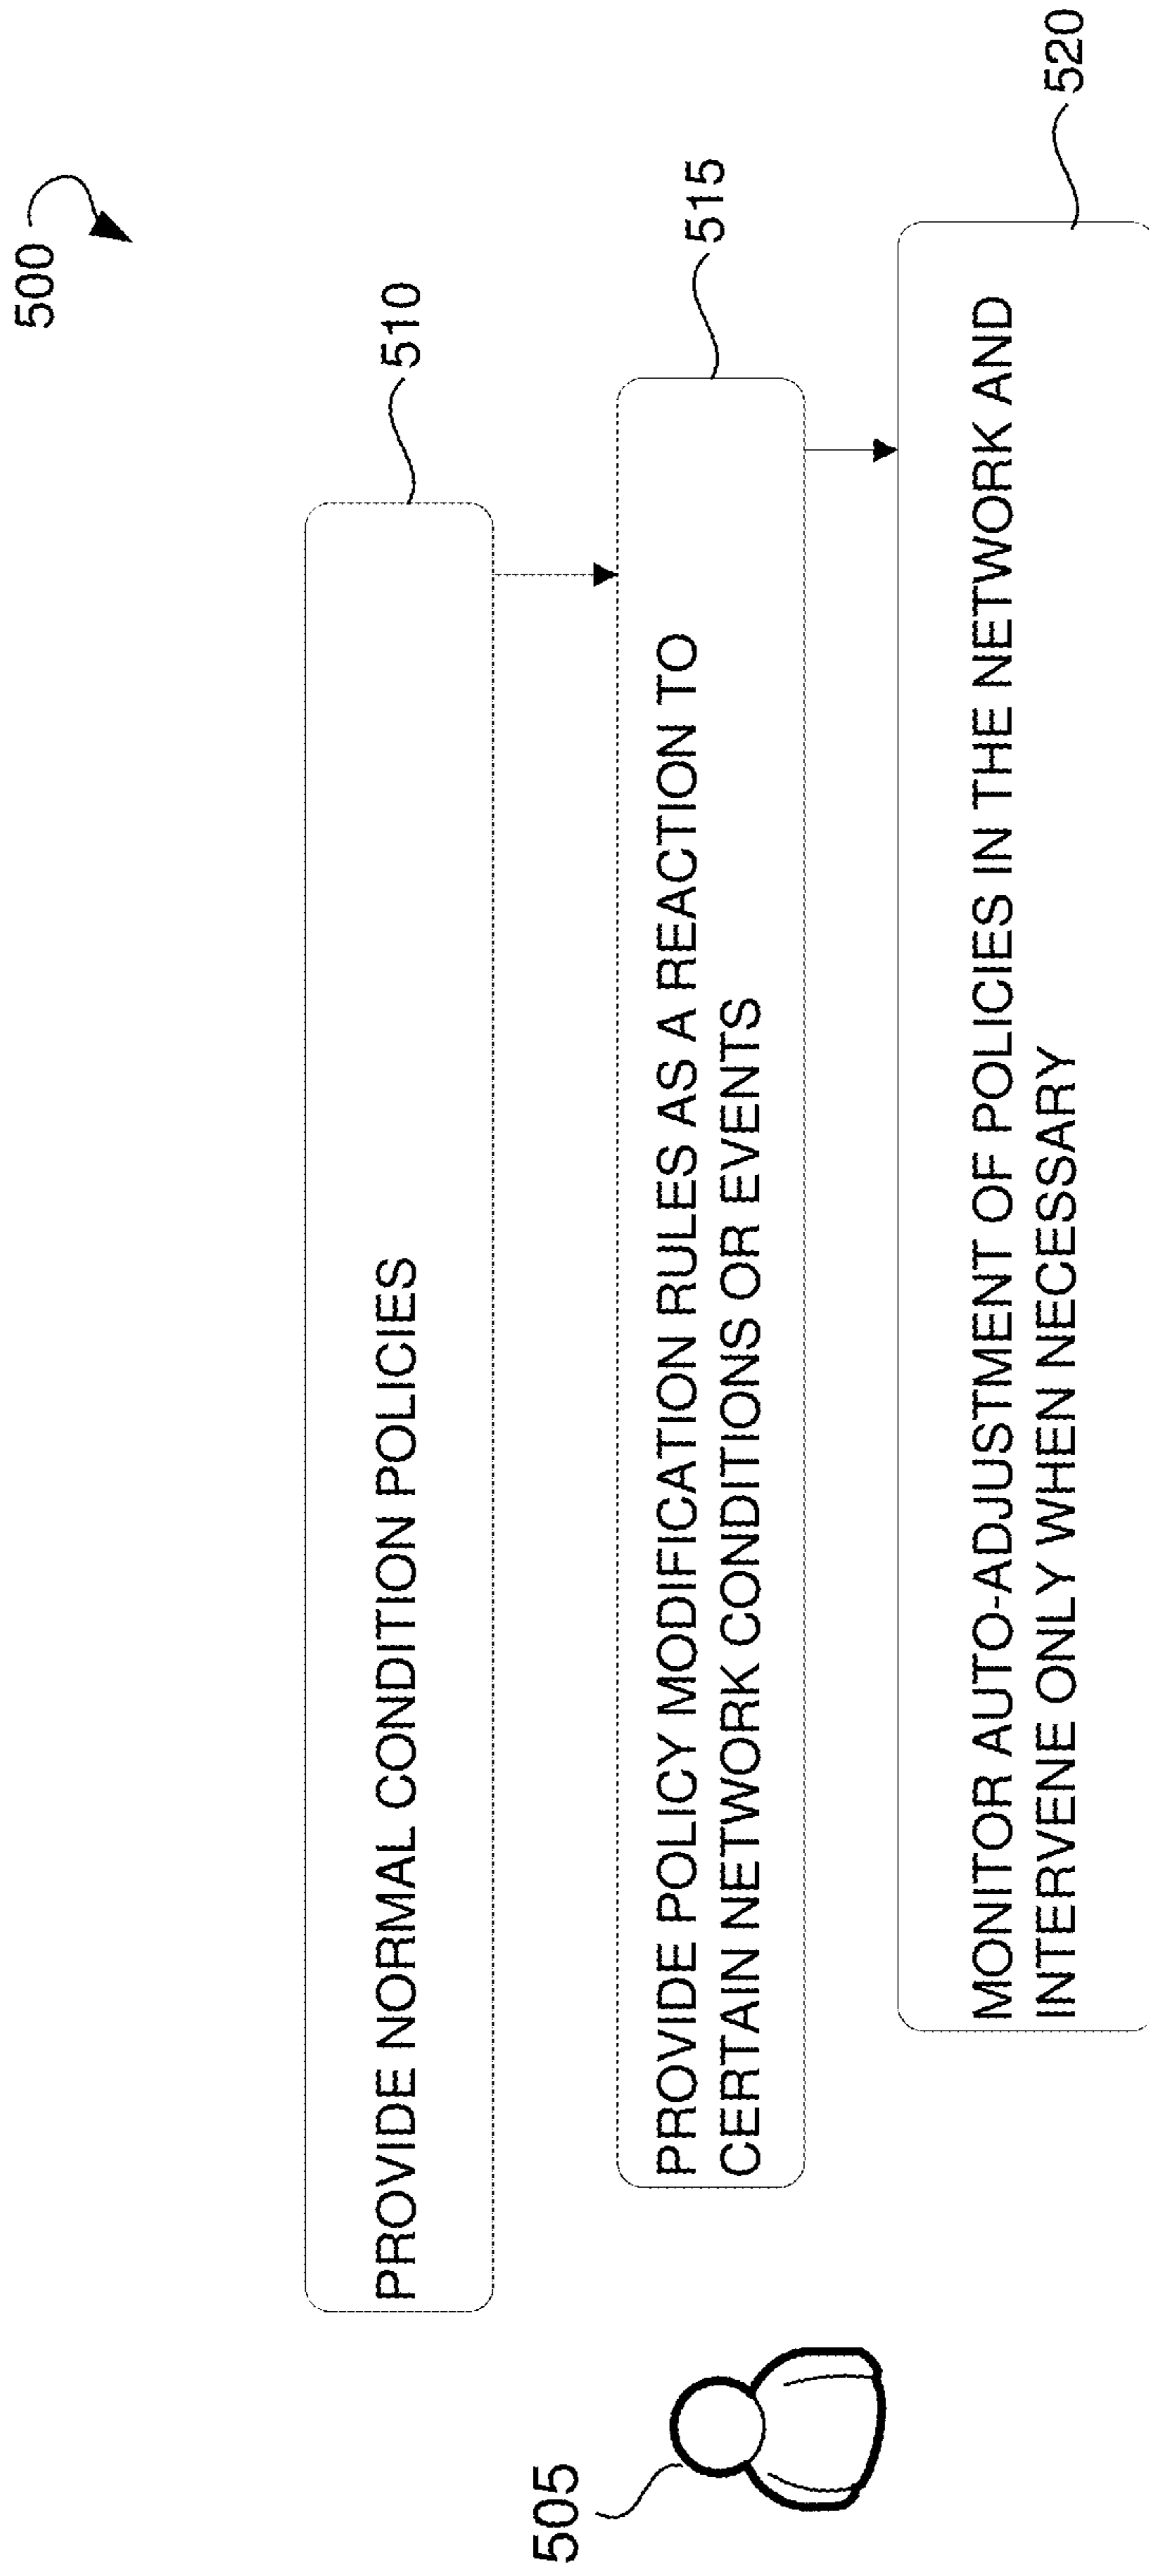 500
505
PROVIDE NORMAL CONDITION POLICIES
510
PROVIDE POLICY MODIFICATION RULES AS A REACTION TO
CERTAIN NETWORK CONDITIONS OR EVENTS
515
MONITOR AUTO-ADJUSTMENT OF POLICIES IN THE NETWORK AND
INTERVENE ONLY WHEN NECESSARY
520